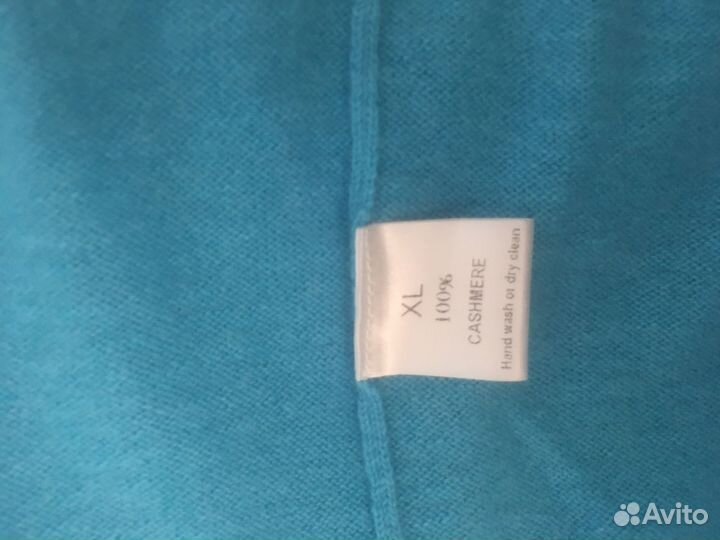 XL
100%
CASHMERE
Hand wash or dry clean
Avito